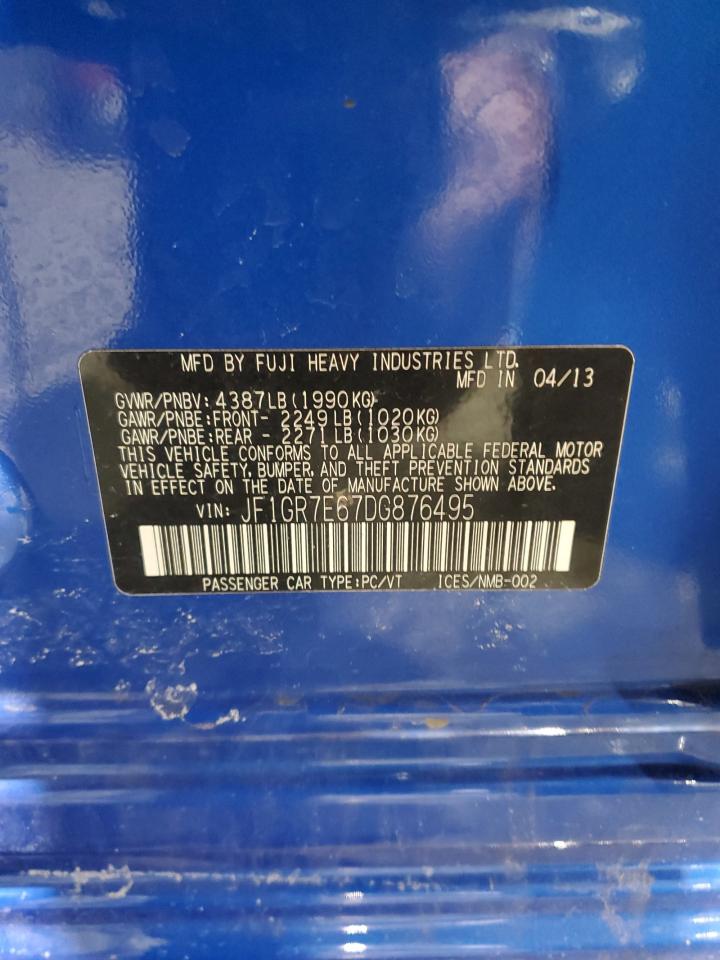 MFD BY FUJI HEAVY INDUSTRIES LTD.
MFD IN 04/13
GVWR/PNBV: 4387LB(1990KG)
GAWR/PNBE:FRONT- 2249LB(1020KG)
GAWR/PNBE:REAR - 2271LB(1030KG)
THIS VEHICLE CONFORMS TO ALL APPLICABLE FEDERAL MOTOR
VEHICLE SAFETY, BUMPER, AND THEFT PREVENTION STANDARDS
IN EFFECT ON THE DATE OF MANUFACTURE SHOWN ABOVE.
VIN: JF1GR7E67DG876495
PASSENGER CAR TYPE:PC/VT ICES/NMB-002